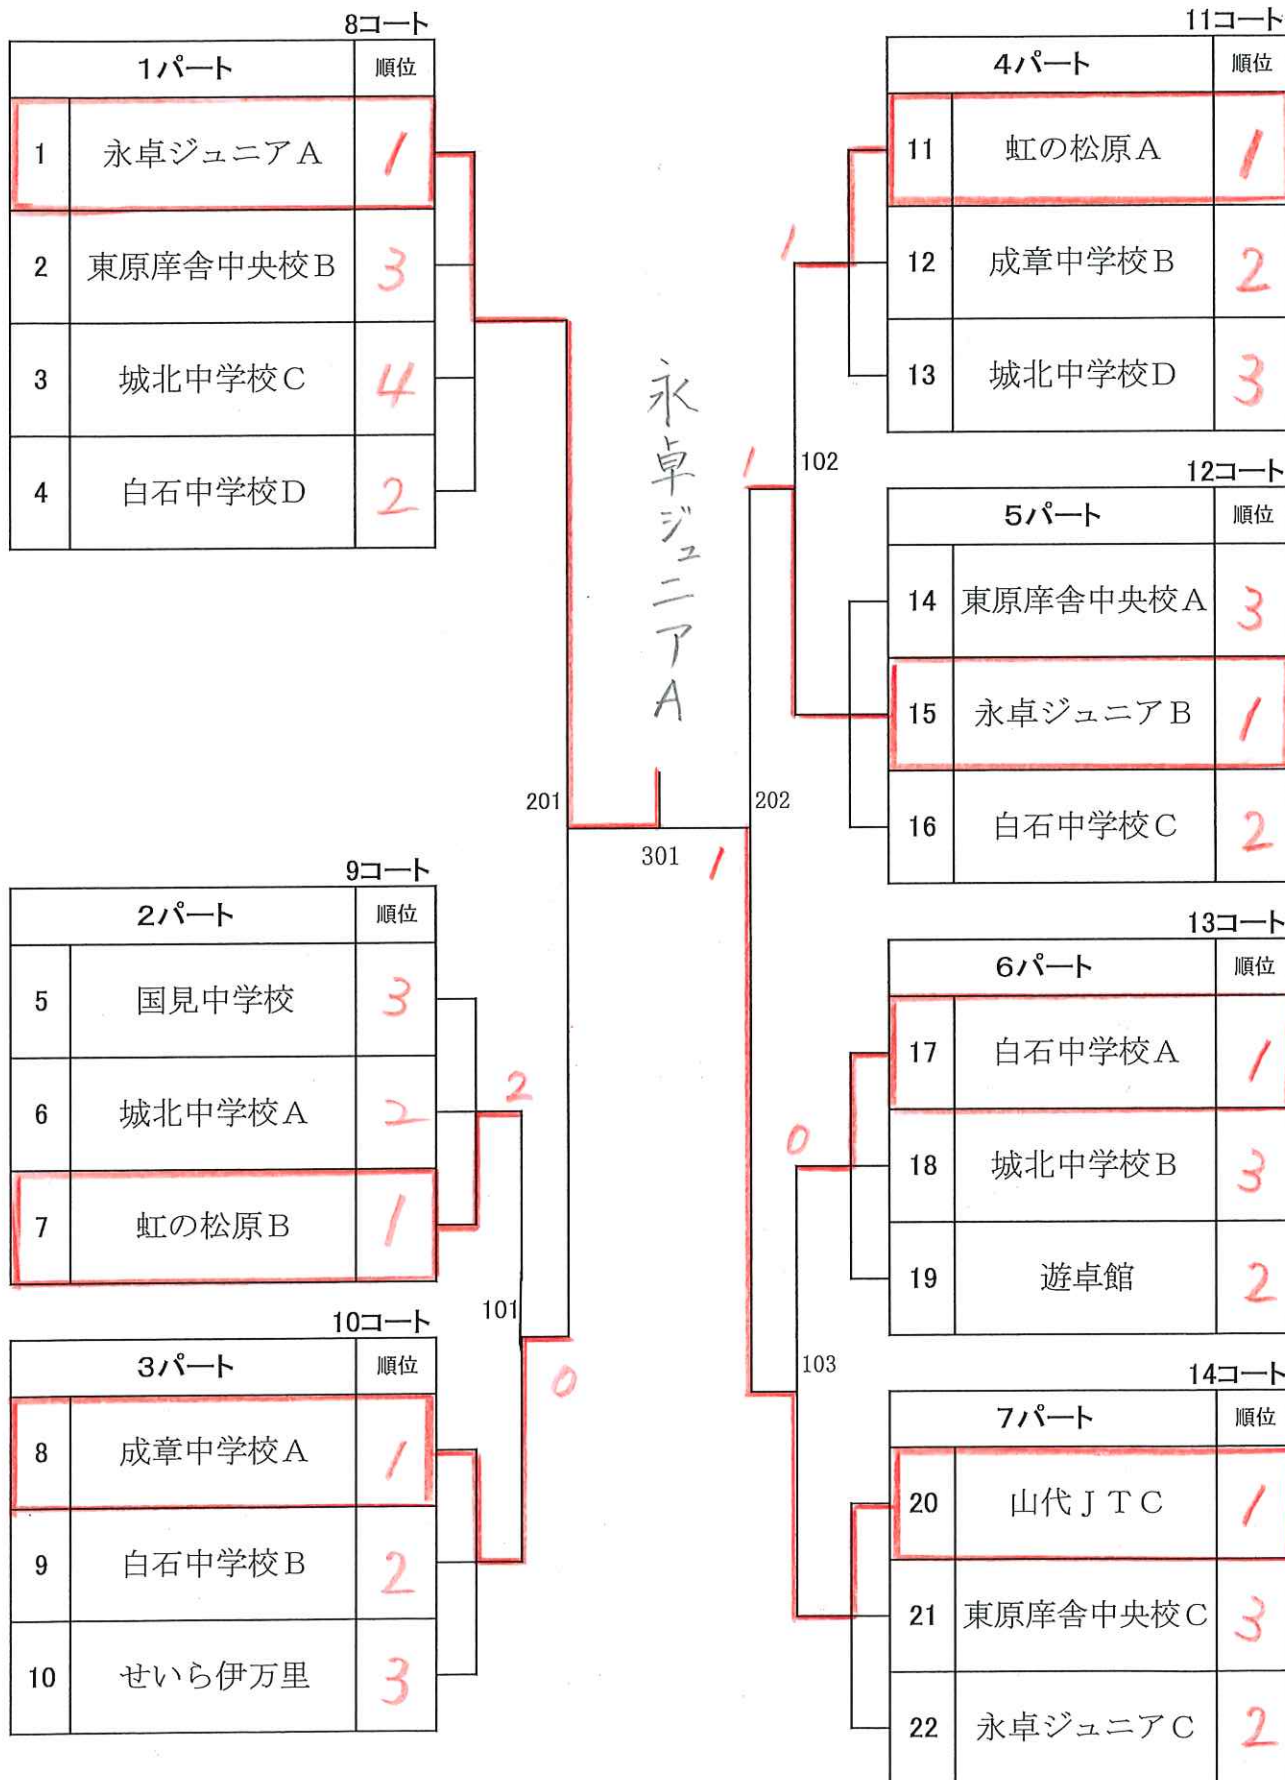 8コート
1パート 順位
1 永卓ジュニアA 1
2 東原庠舎中央校B 3
3 城北中学校C 4
4 白石中学校D 2
9コート
2パート 順位
5 国見中学校 3
6 城北中学校A 2
7 虹の松原B 1
10コート
3パート 順位
8 成章中学校A 1
9 白石中学校B 2
10 せいら伊万里 3
2
101
0
201
永卓ジュニアA
301
1
202
1
102
1
0
103
11コート
4パート 順位
11 虹の松原A 1
12 成章中学校B 2
13 城北中学校D 3
12コート
5パート 順位
14 東原庠舎中央校A 3
15 永卓ジュニアB 1
16 白石中学校C 2
13コート
6パート 順位
17 白石中学校A 1
18 城北中学校B 3
19 遊卓館 2
14コート
7パート 順位
20 山代JTC 1
21 東原庠舎中央校C 3
22 永卓ジュニアC 2